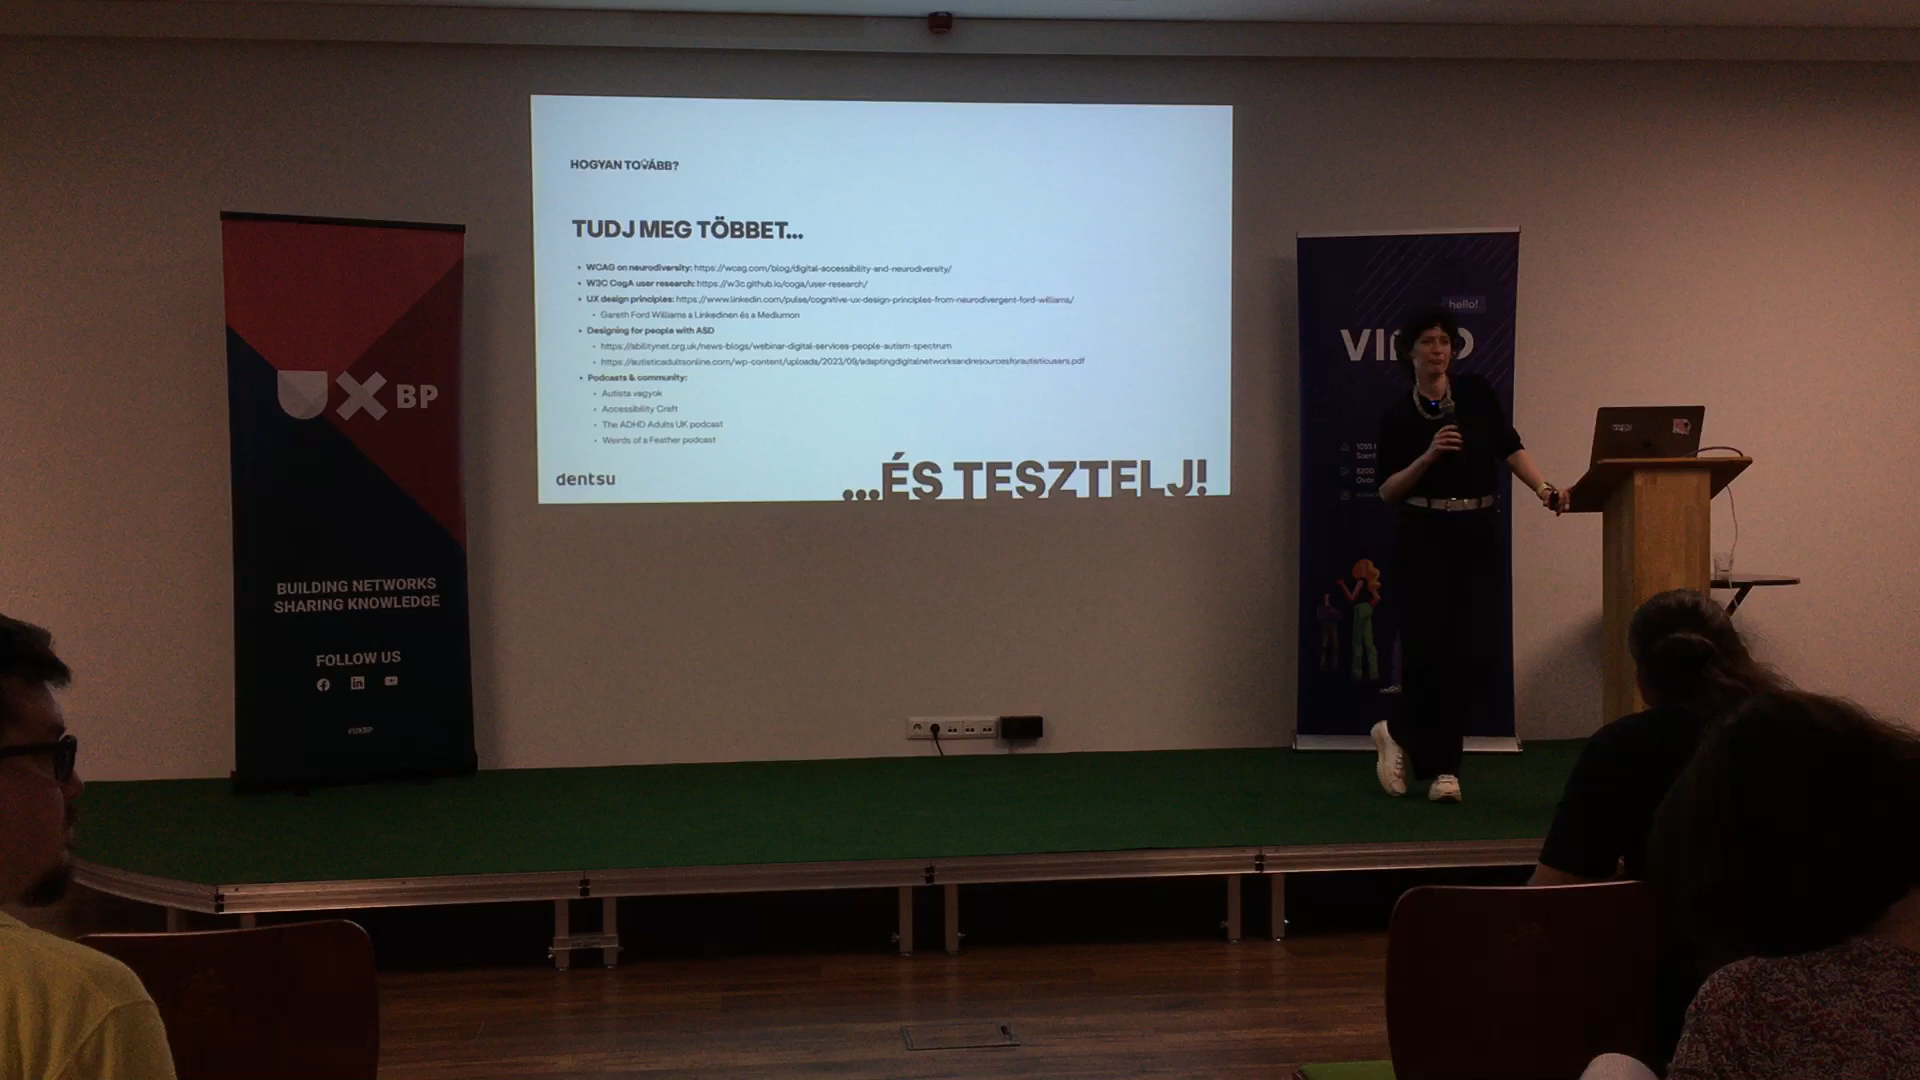 HOGYAN TOVÁBB?
TUDJ MEG TÖBBET...
• WCAG on neurodiversity: https://wcag.com/blog/digital-accessibility-and-neurodiversity/
• W3C CogA user research: https://w3c.github.io/coga/user-research/
• UX design principles: https://www.linkedin.com/pulse/cognitive-ux-design-principles-from-neurodivergent-ford-williams/
• Gareth Ford Williams a Linkedinen és a Mediumon
• Designing for people with ASD
• https://abilitynet.org.uk/news-blogs/webinar-digital-services-people-autism-spectrum
• https://autisticadultsonline.com/wp-content/uploads/2023/09/adaptingdigitalnetworksandresourcesforautisticusers.pdf
• Podcasts & community:
• Autista vagyok
• Accessibility Craft
• The ADHD Adults UK podcast
• Weirds of a Feather podcast
dentsu
...ÉS TESZTELJ!
UX BP
BUILDING NETWORKS
SHARING KNOWLEDGE
FOLLOW US
#UXBP
hello!
1055
8200